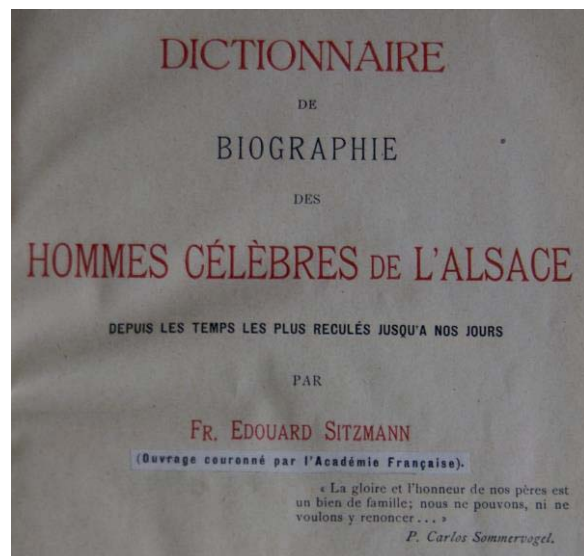 DICTIONNAIRE
DE
BIOGRAPHIE
DES
HOMMES CÉLÈBRES DE L'ALSACE
DEPUIS LES TEMPS LES PLUS RECULÉS JUSQU'A NOS JOURS
PAR
FR. EDOUARD SITZMANN
(Ouvrage couronné par l'Académie Française).
« La gloire et l'honneur de nos pères est
un bien de famille; nous ne pouvons, ni ne
voulons y renoncer... »
P. Carlos Sommervogel.